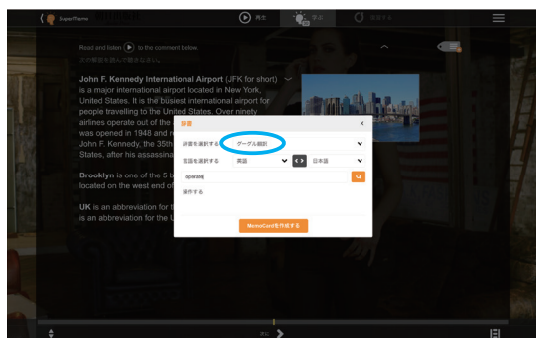 SuperMemo
再生
学ぶ
Read and listen to the comment below.
次の解説を読んで聴きなさい。
John F. Kennedy International Airport (JFK for short)
is a major international airport located in New York,
United States. It is the busiest international airport for
people travelling to the United States. Over ninety
airlines operate out of the
was opened in 1948 and
John F. Kennedy, the 35th
States, after his assassina
Brooklyn is one of the 5
located on the west end of
UK is an abbreviation for
is an abbreviation for the
辞書
辞書を選択する グーグル翻訳
言語を選択する 英語 日本語
operate
操作する
MemoCardを作成する
次に